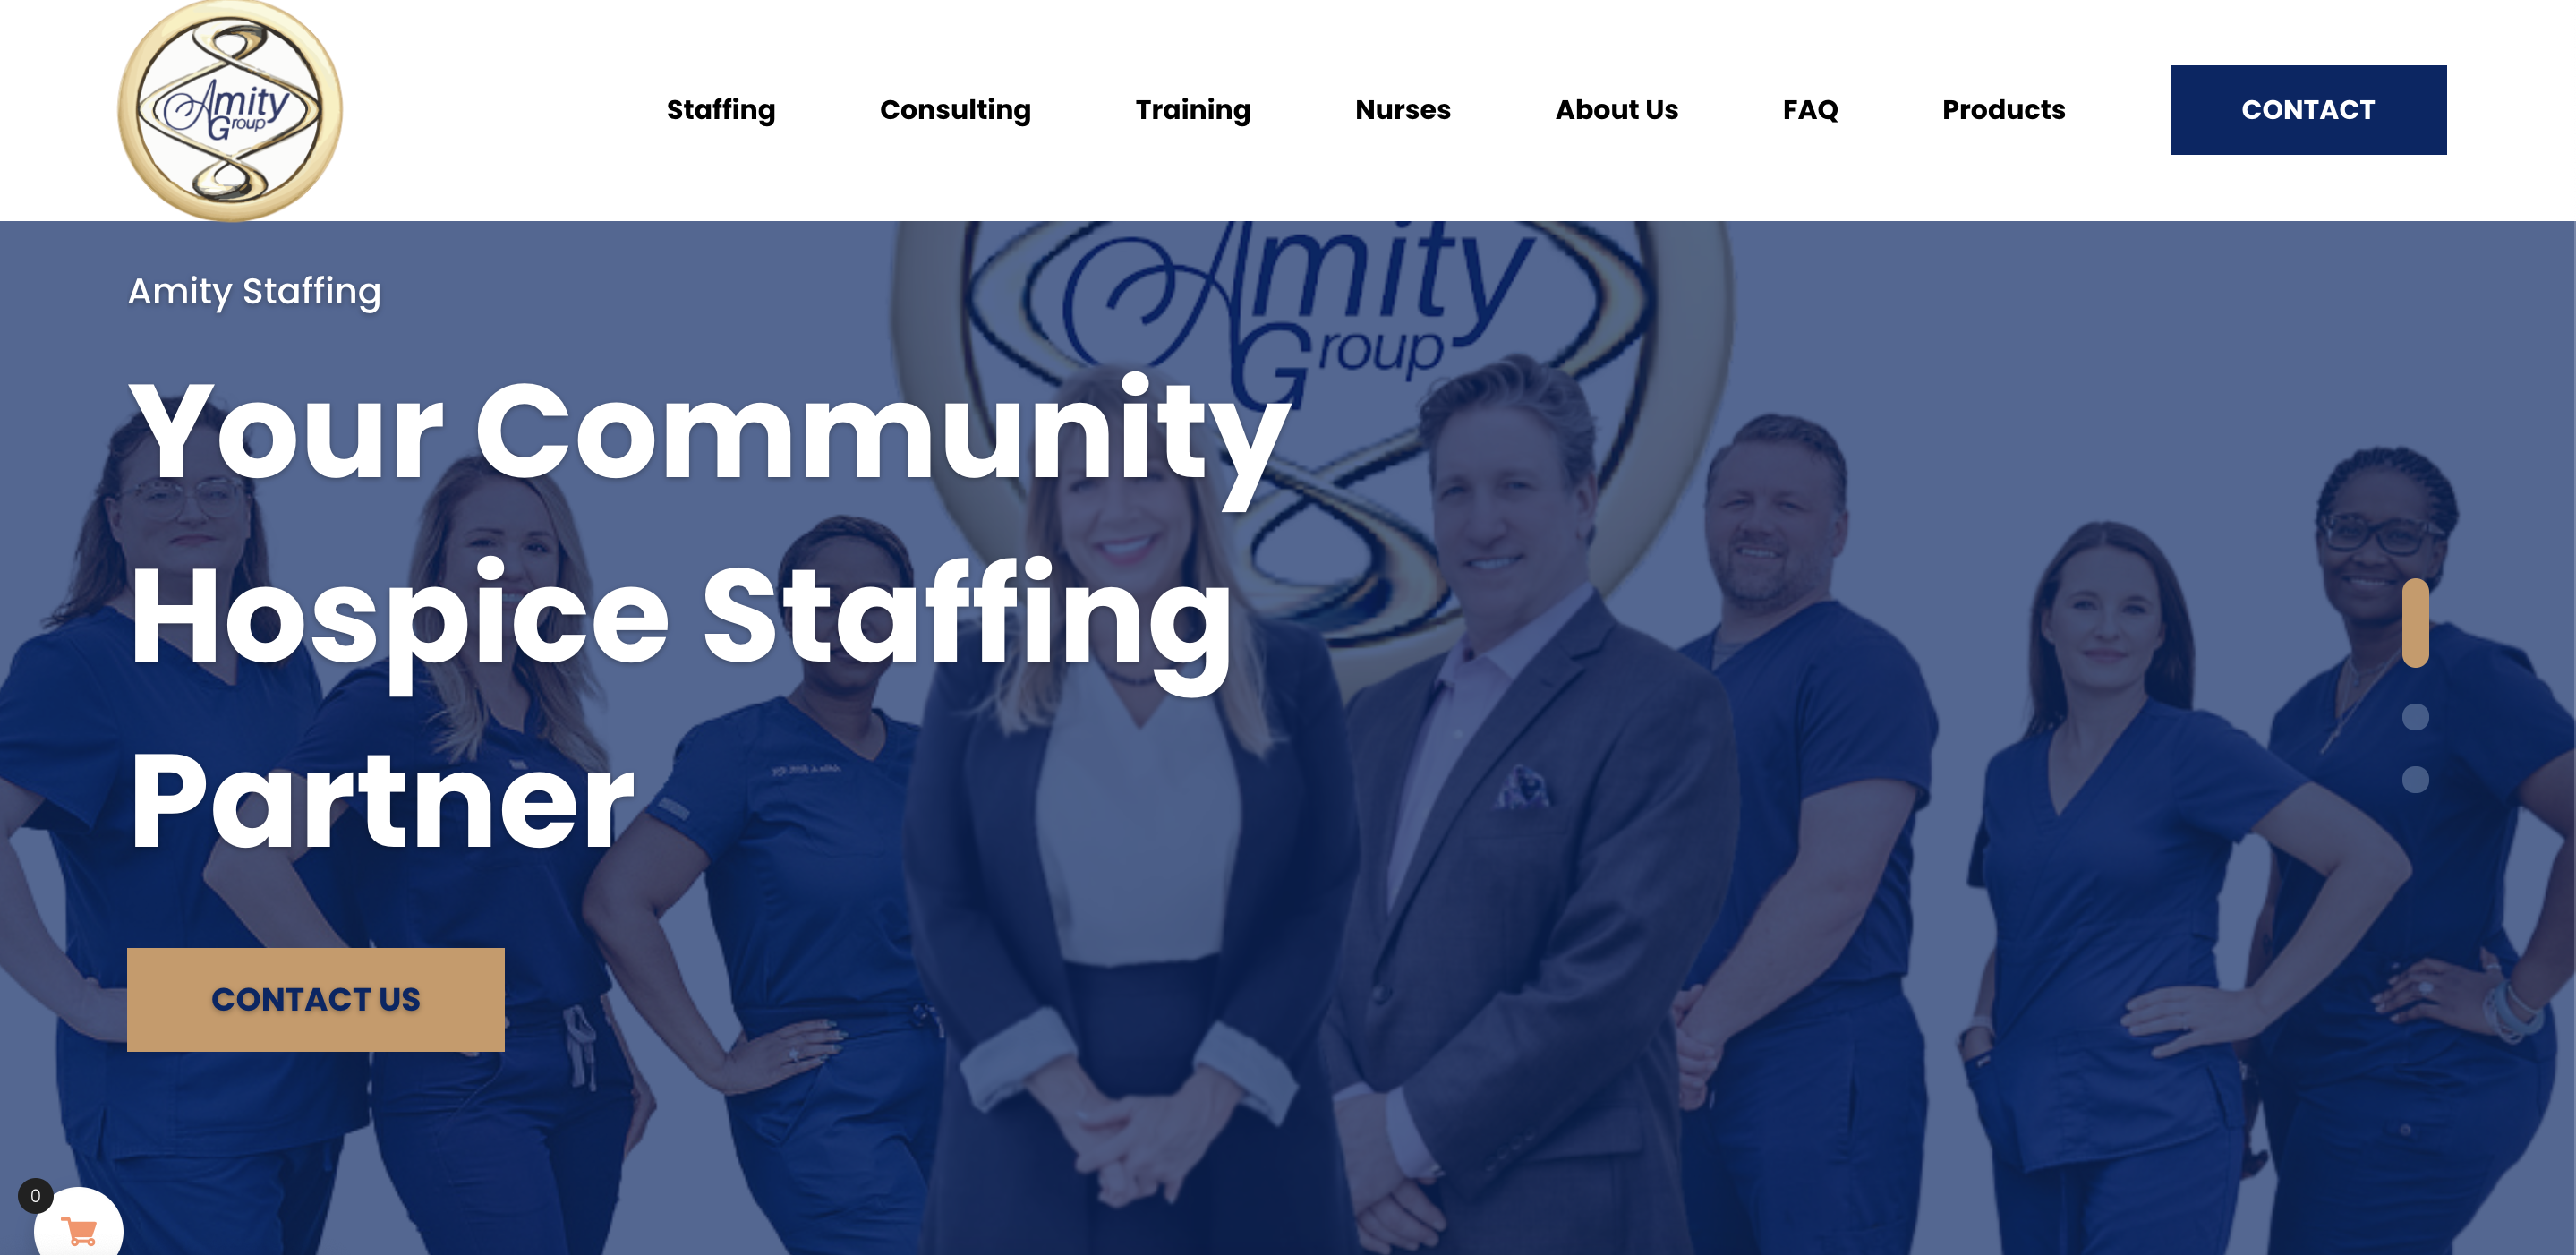 Amity
Group
Staffing
Consulting
Training
Nurses
About Us
FAQ
Products
CONTACT
Amity Staffing
Amity
Group
Your Community
Hospice Staffing
Partner
CONTACT US
0